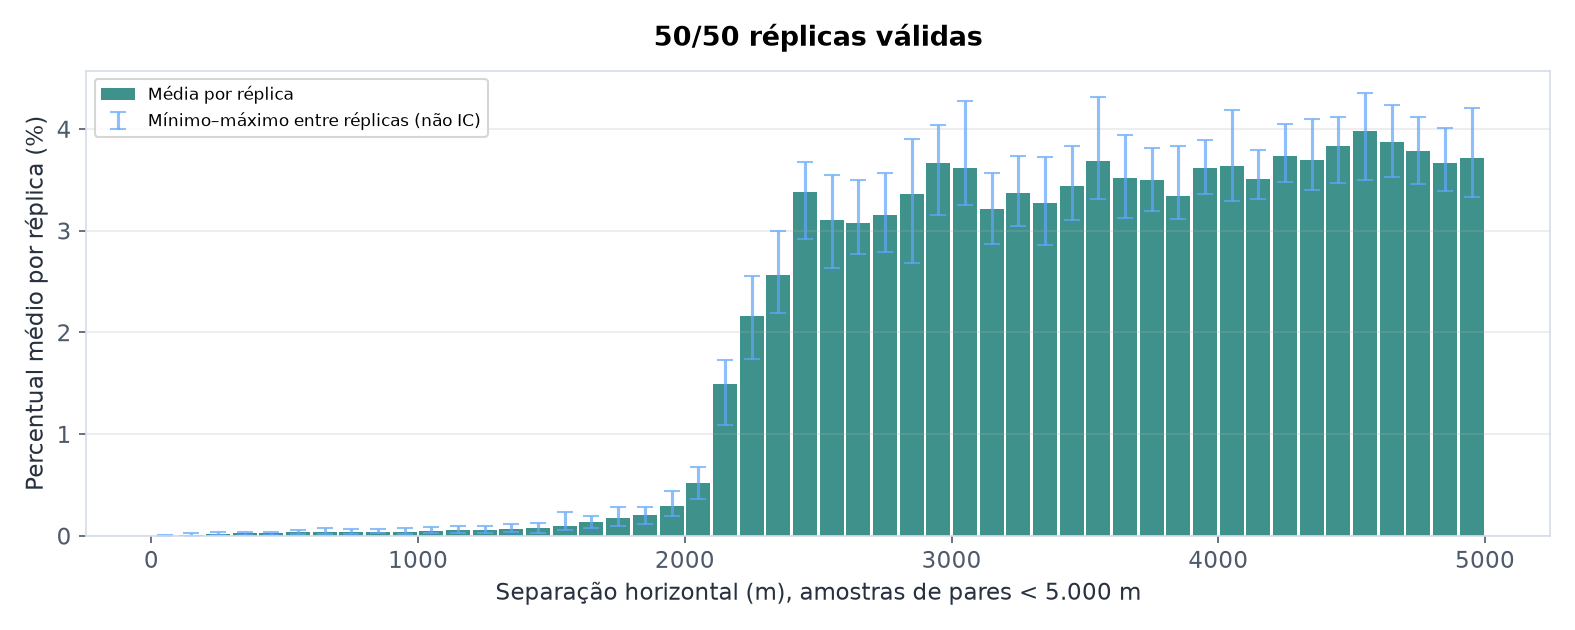 50/50 réplicas válidas
Média por réplica
Mínimo–máximo entre réplicas (não IC)
Percentual médio por réplica (%)
4
3
2
1
0
0 1000 2000 3000 4000 5000
Separação horizontal (m), amostras de pares < 5.000 m